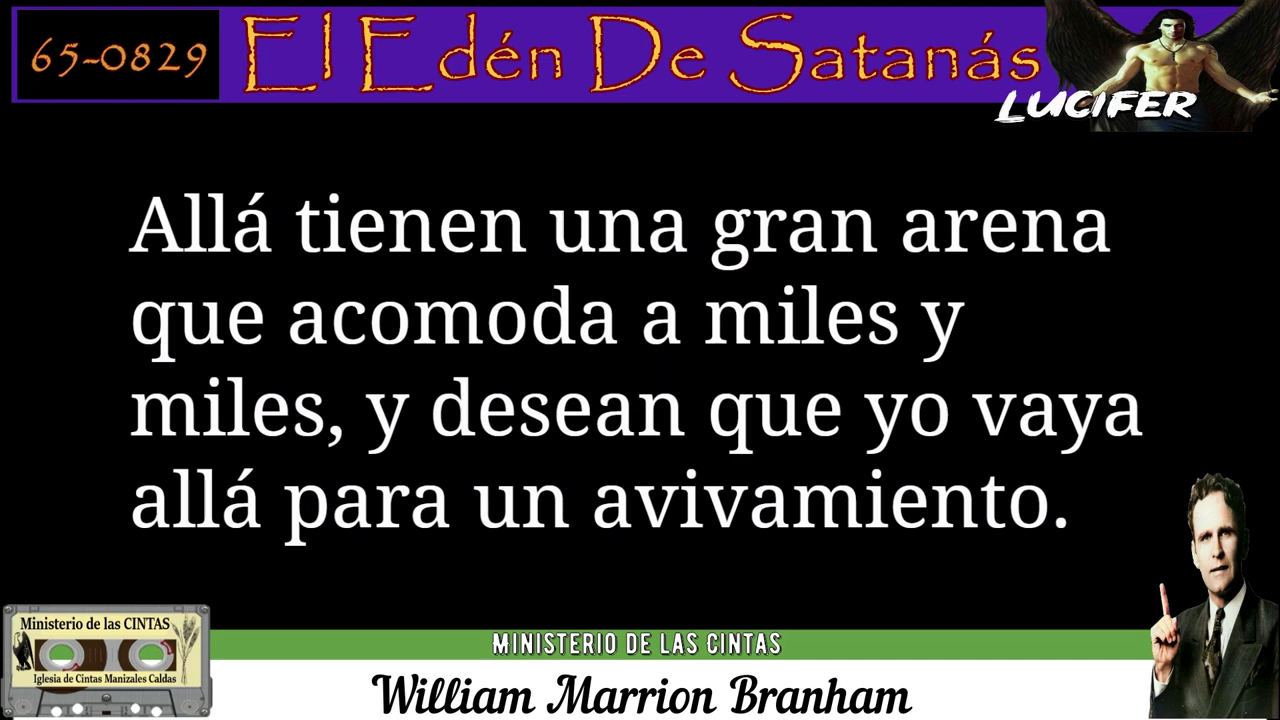 65-0829
El Edén De Satanás
LUCIFER
Allá tienen una gran arena
que acomoda a miles y
miles, y desean que yo vaya
allá para un avivamiento.
Ministerio de las CINTAS
Iglesia de Cintas Manizales Caldas
MINISTERIO DE LAS CINTAS
William Marrion Branham